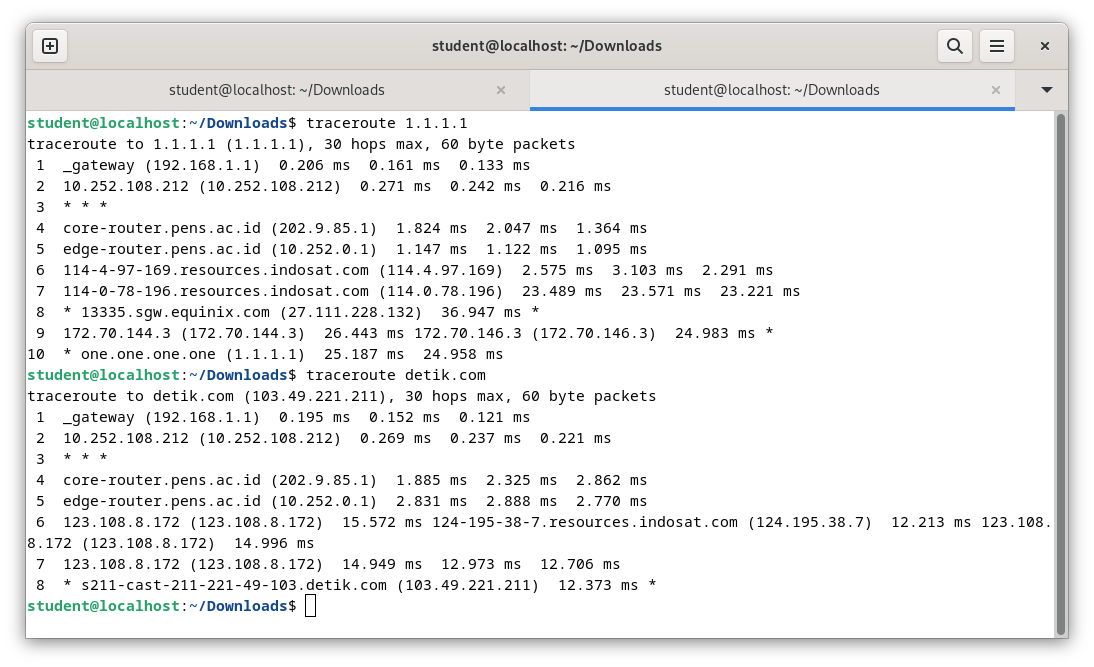 student@localhost: ~/Downloads
student@localhost: ~/Downloads
student@localhost: ~/Downloads
student@localhost:~/Downloads$ traceroute 1.1.1.1
traceroute to 1.1.1.1 (1.1.1.1), 30 hops max, 60 byte packets
 1  _gateway (192.168.1.1)  0.206 ms  0.161 ms  0.133 ms
 2  10.252.108.212 (10.252.108.212)  0.271 ms  0.242 ms  0.216 ms
 3  * * *
 4  core-router.pens.ac.id (202.9.85.1)  1.824 ms  2.047 ms  1.364 ms
 5  edge-router.pens.ac.id (10.252.0.1)  1.147 ms  1.122 ms  1.095 ms
 6  114-4-97-169.resources.indosat.com (114.4.97.169)  2.575 ms  3.103 ms  2.291 ms
 7  114-0-78-196.resources.indosat.com (114.0.78.196)  23.489 ms  23.571 ms  23.221 ms
 8  * 13335.sgw.equinix.com (27.111.228.132)  36.947 ms *
 9  172.70.144.3 (172.70.144.3)  26.443 ms 172.70.146.3 (172.70.146.3)  24.983 ms *
10  * one.one.one.one (1.1.1.1)  25.187 ms  24.958 ms
student@localhost:~/Downloads$ traceroute detik.com
traceroute to detik.com (103.49.221.211), 30 hops max, 60 byte packets
 1  _gateway (192.168.1.1)  0.195 ms  0.152 ms  0.121 ms
 2  10.252.108.212 (10.252.108.212)  0.269 ms  0.237 ms  0.221 ms
 3  * * *
 4  core-router.pens.ac.id (202.9.85.1)  1.885 ms  2.325 ms  2.862 ms
 5  edge-router.pens.ac.id (10.252.0.1)  2.831 ms  2.888 ms  2.770 ms
 6  123.108.8.172 (123.108.8.172)  15.572 ms 124-195-38-7.resources.indosat.com (124.195.38.7)  12.213 ms 123.108.
8.172 (123.108.8.172)  14.996 ms
 7  123.108.8.172 (123.108.8.172)  14.949 ms  12.973 ms  12.706 ms
 8  * s211-cast-211-221-49-103.detik.com (103.49.221.211)  12.373 ms *
student@localhost:~/Downloads$